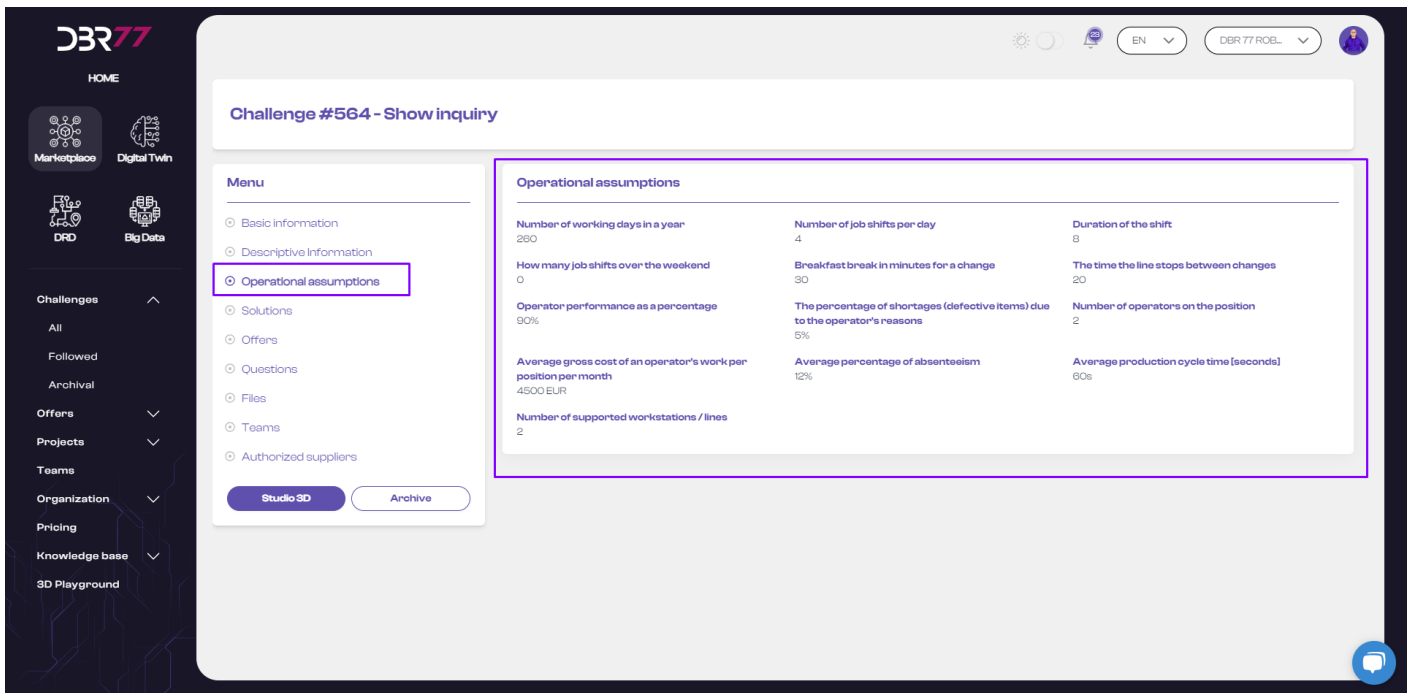 DBR77
29
EN
DBR 77 ROB...
HOME
Marketplace
Digital Twin
DRD
Big Data
Challenges
All
Followed
Archival
Offers
Projects
Teams
Organization
Pricing
Knowledge base
3D Playground
Challenge #564 - Show inquiry
Menu
Basic information
Descriptive Information
Operational assumptions
Solutions
Offers
Questions
Files
Teams
Authorized suppliers
Studio 3D
Archive
Operational assumptions
Number of working days in a year
260
Number of job shifts per day
4
Duration of the shift
8
How many job shifts over the weekend
0
Breakfast break in minutes for a change
30
The time the line stops between changes
20
Operator performance as a percentage
90%
The percentage of shortages (defective items) due
to the operator's reasons
5%
Number of operators on the position
2
Average gross cost of an operator's work per
position per month
4500 EUR
Average percentage of absenteeism
12%
Average production cycle time [seconds]
60s
Number of supported workstations / lines
2